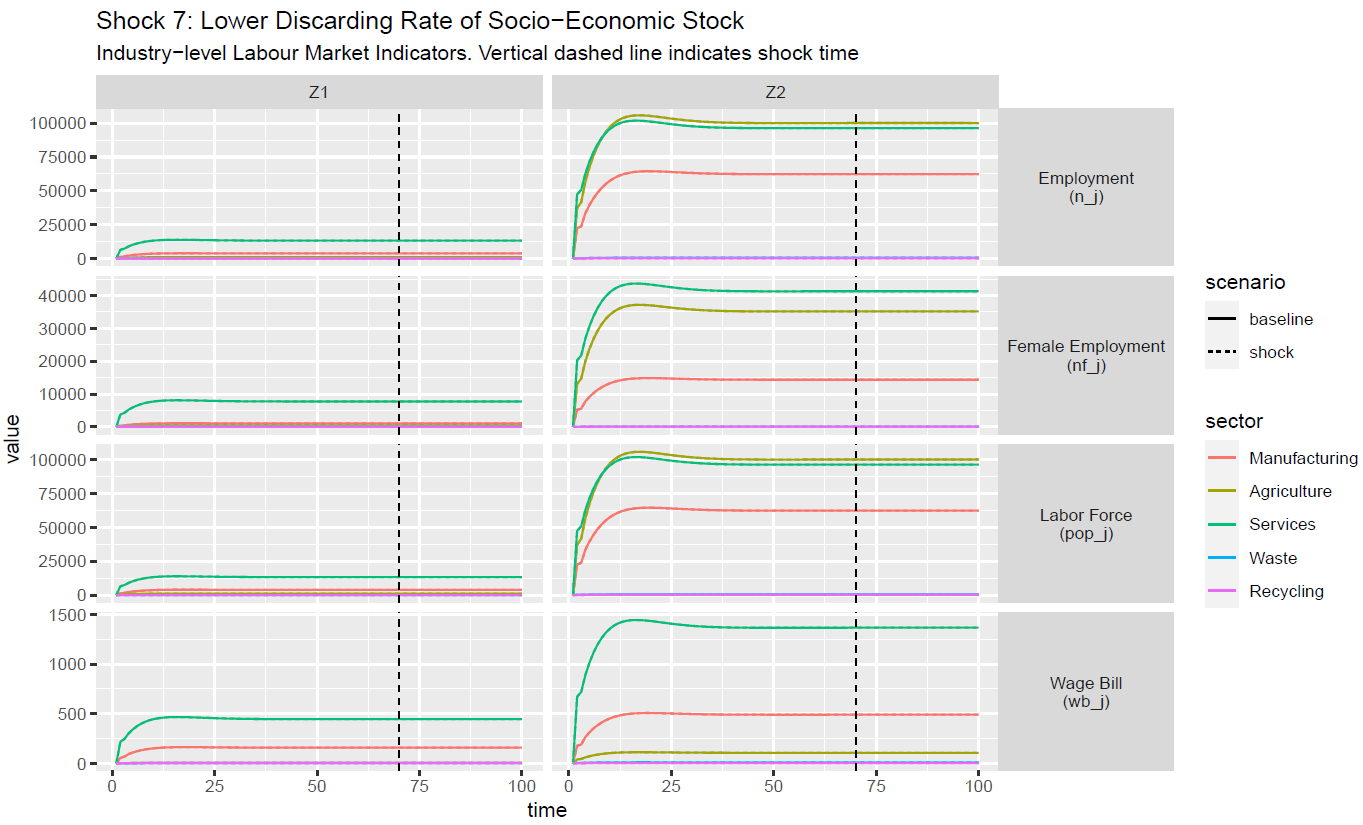 Shock 7: Lower Discarding Rate of Socio−Economic Stock
Industry−level Labour Market Indicators. Vertical dashed line indicates shock time
Z1
Z2
100000
75000
50000
25000
0
Employment
(n_j)
40000
30000
20000
10000
0
Female Employment
(nf_j)
100000
75000
50000
25000
0
Labor Force
(pop_j)
1500
1000
500
0
Wage Bill
(wb_j)
value
0
25
50
75
100
0
25
50
75
100
time
scenario
baseline
shock
sector
Manufacturing
Agriculture
Services
Waste
Recycling